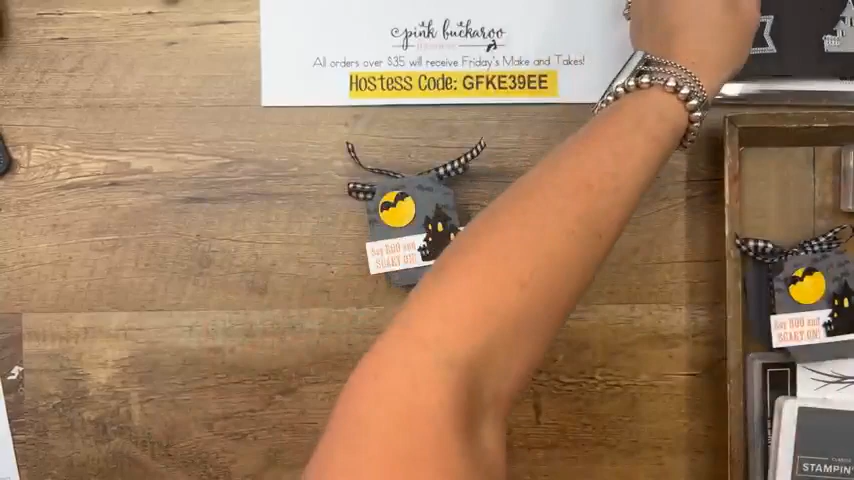 pink buckaroo
All orders over $35 will receive Friday's Make and Takes!
Hostess Code: GFKE39EE
Say BOO and
SCARY ON!
Say BOO and
SCARY ON!
STAMPIN'